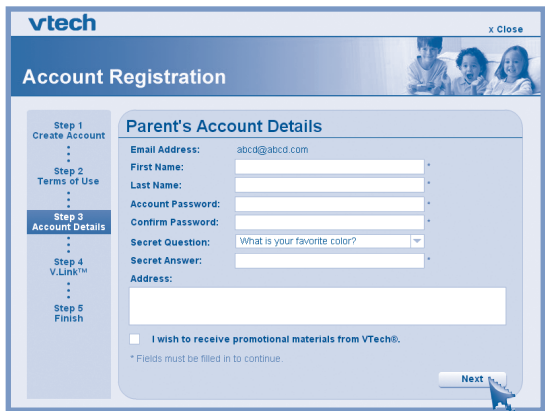 vtech
x Close
Account Registration
Step 1
Create Account
Step 2
Terms of Use
Step 3
Account Details
Step 4
V.Link™
Step 5
Finish
Parent's Account Details
Email Address: abcd@abcd.com
First Name: *
Last Name: *
Account Password: *
Confirm Password: *
Secret Question: What is your favorite color?
Secret Answer: *
Address:
I wish to receive promotional materials from VTech®.
* Fields must be filled in to continue.
Next